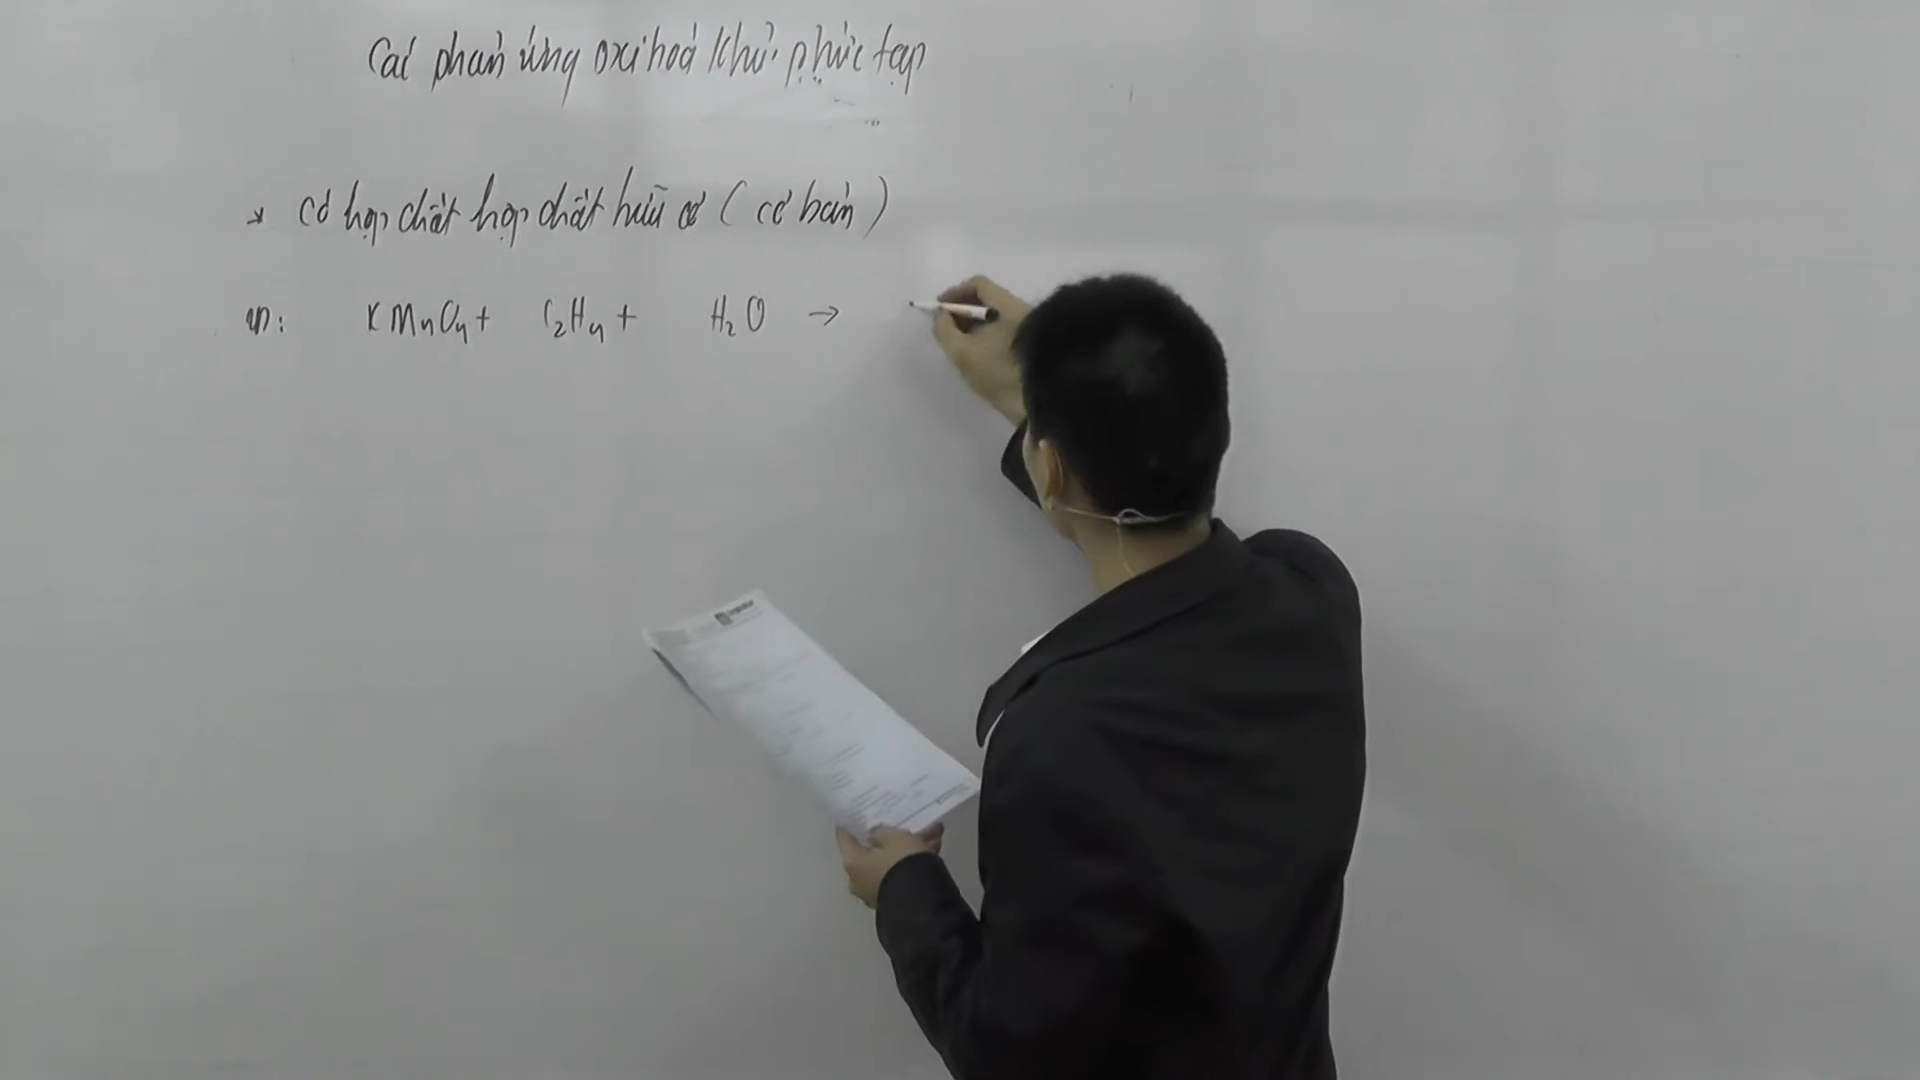 Các phản ứng oxi hoá khử phức tạp
* Có hợp chất hợp chất hữu cơ ( cơ bản )
VD: KMnO₄ + C₂H₄ + H₂O →